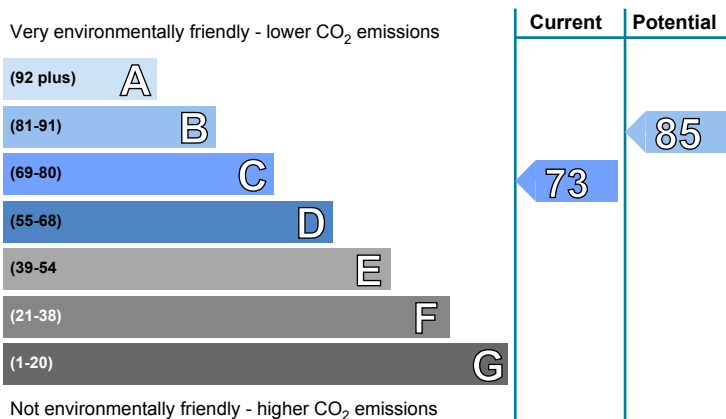 Very environmentally friendly - lower CO2 emissions
Current
Potential
(92 plus) A
(81-91) B
(69-80) C
(55-68) D
(39-54 E
(21-38) F
(1-20) G
85
73
Not environmentally friendly - higher CO2 emissions